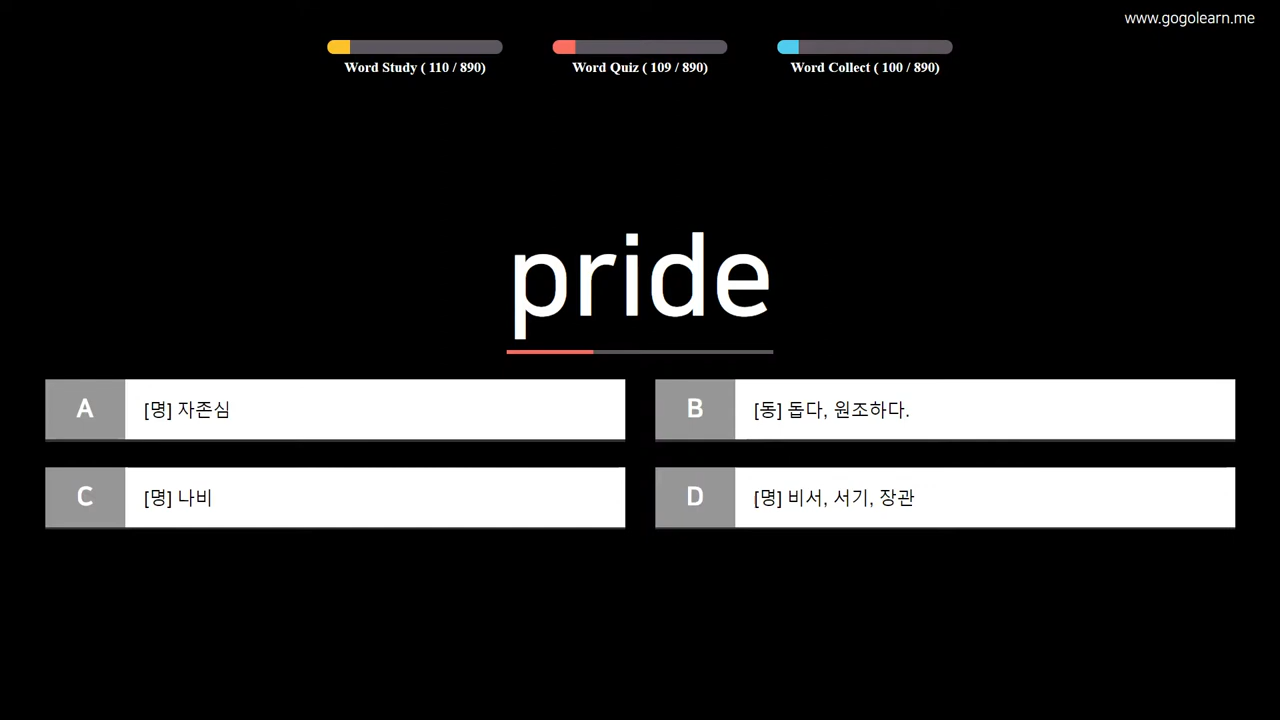 www.gogolearn.me
Word Study ( 110 / 890)
Word Quiz ( 109 / 890)
Word Collect ( 100 / 890)
pride
A [명] 자존심
B [동] 돕다, 원조하다.
C [명] 나비
D [명] 비서, 서기, 장관